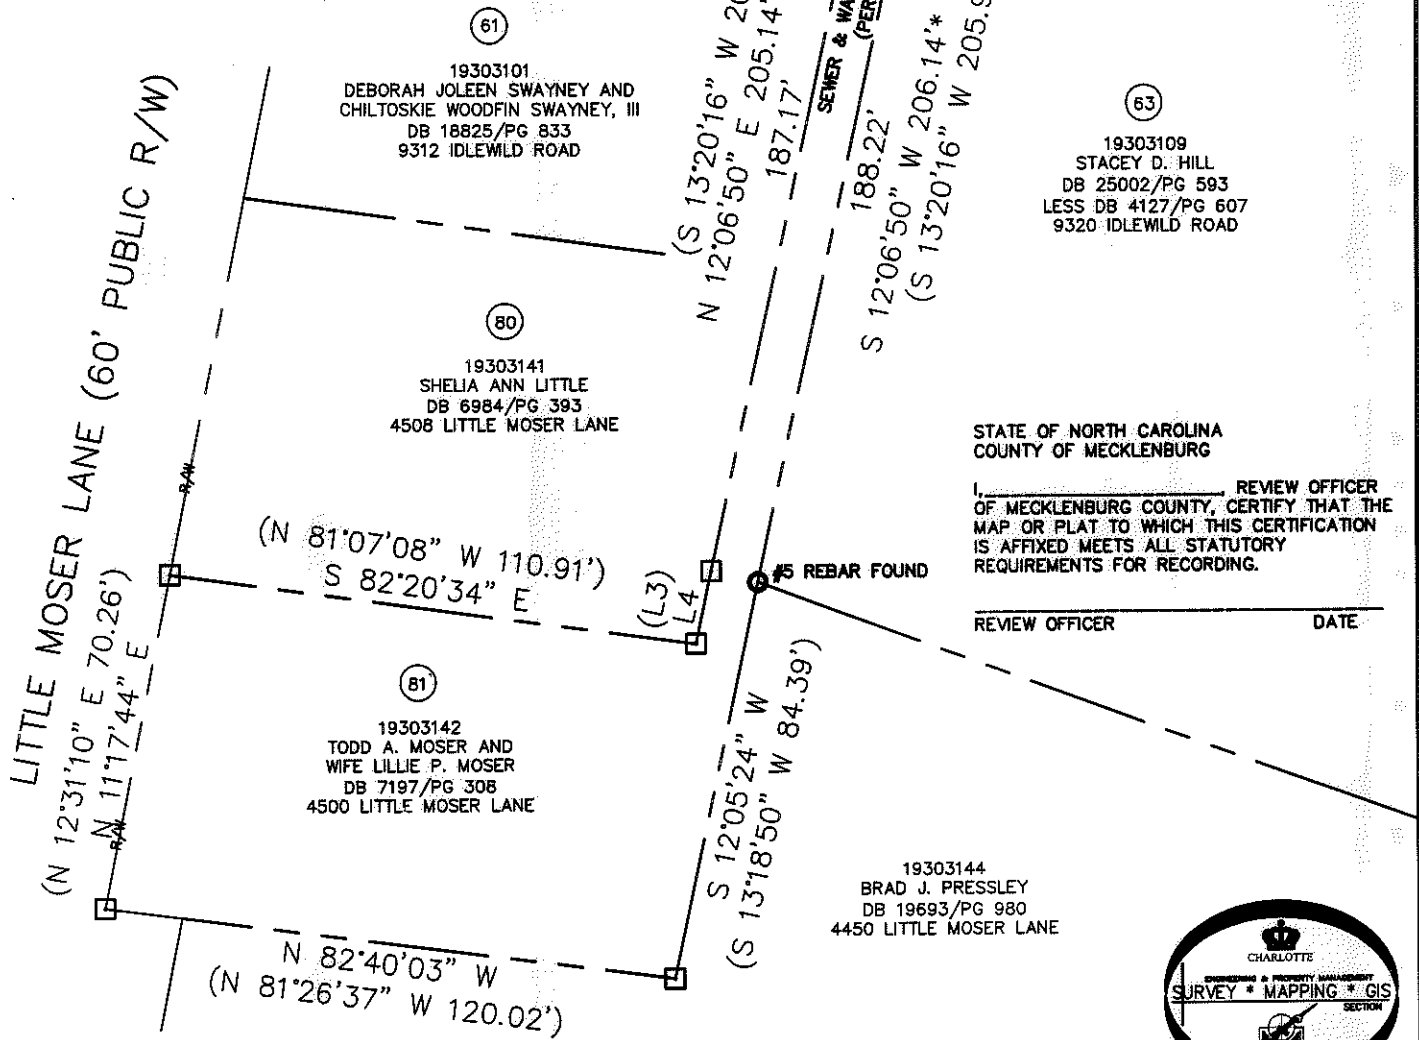 61
19303101
DEBORAH JOLEEN SWAYNEY AND
CHILTOSKIE WOODFIN SWAYNEY, III
DB 18825/PG 833
9312 IDLEWILD ROAD
LITTLE MOSER LANE (60' PUBLIC R/W)
(S 13°20'16" W
N 12°06'50" E 205.14'
187.17'
SEWER &
188.22'
S 12°06'50" W 206.14'*
(S 13°20'16" W
63
19303109
STACEY D. HILL
DB 25002/PG 593
LESS DB 4127/PG 607
9320 IDLEWILD ROAD
80
19303141
SHELIA ANN LITTLE
DB 6984/PG 393
4508 LITTLE MOSER LANE
R/W
STATE OF NORTH CAROLINA
COUNTY OF MECKLENBURG
I, REVIEW OFFICER
OF MECKLENBURG COUNTY, CERTIFY THAT THE
MAP OR PLAT TO WHICH THIS CERTIFICATION
IS AFFIXED MEETS ALL STATUTORY
REQUIREMENTS FOR RECORDING.
REVIEW OFFICER DATE
(N 81°07'08" W 110.91')
S 82°20'34" E
(L3)
L4
#5 REBAR FOUND
(N 12°31'10" E 70.26')
N 11°17'44" E
R/W
81
19303142
TODD A. MOSER AND
WIFE LILLIE P. MOSER
DB 7197/PG 308
4500 LITTLE MOSER LANE
S 12°05'24" W
(S 13°18'50" W 84.39')
19303144
BRAD J. PRESSLEY
DB 19693/PG 980
4450 LITTLE MOSER LANE
N 82°40'03" W
(N 81°26'37" W 120.02')
CHARLOTTE
ENGINEERING & PROPERTY MANAGEMENT
SURVEY * MAPPING * GIS
SECTION